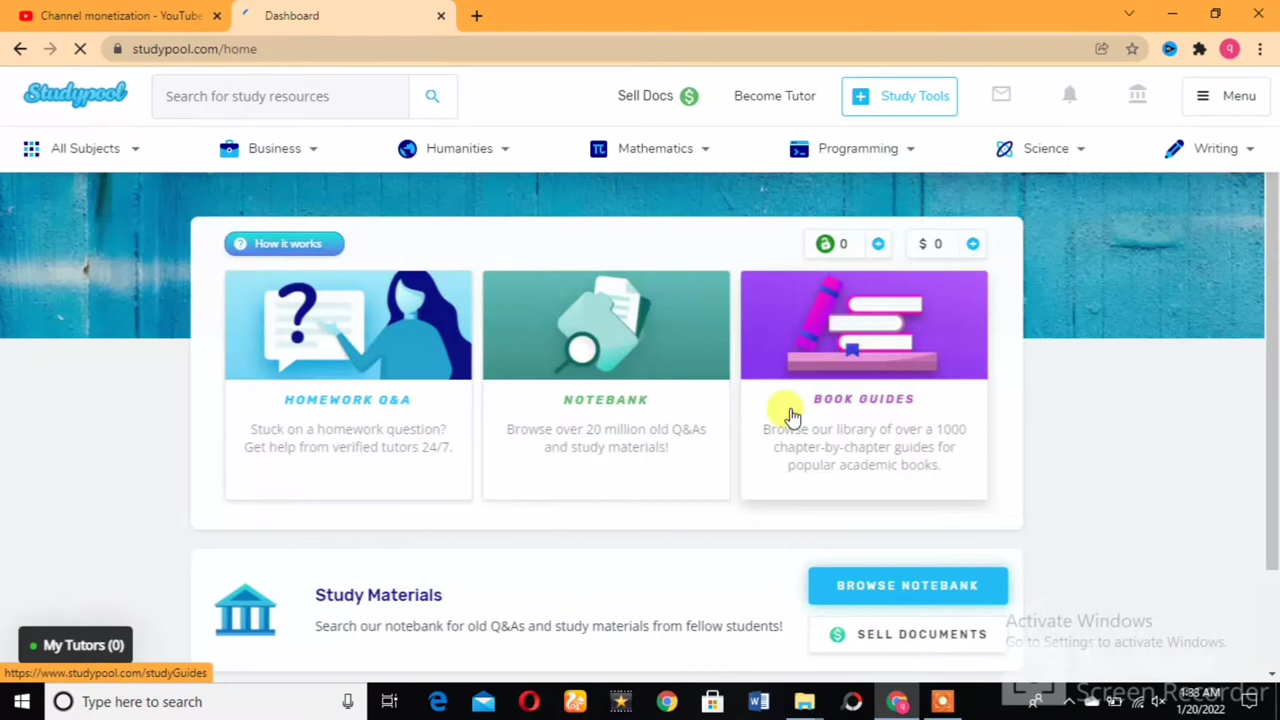 Channel monetization - YouTube
Dashboard
studypool.com/home
Studypool
Search for study resources
Sell Docs
Become Tutor
Study Tools
Menu
All Subjects
Business
Humanities
Mathematics
Programming
Science
Writing
How it works
0
$ 0
HOMEWORK Q&A
Stuck on a homework question?
Get help from verified tutors 24/7.
NOTEBANK
Browse over 20 million old Q&As
and study materials!
BOOK GUIDES
Browse our library of over a 1000
chapter-by-chapter guides for
popular academic books.
Study Materials
Search our notebank for old Q&As and study materials from fellow students!
BROWSE NOTEBANK
SELL DOCUMENTS
Activate Windows
Go to Settings to activate Windows.
My Tutors (0)
https://www.studypool.com/studyGuides
Type here to search
Screen Recorder
1:33 AM
1/20/2022